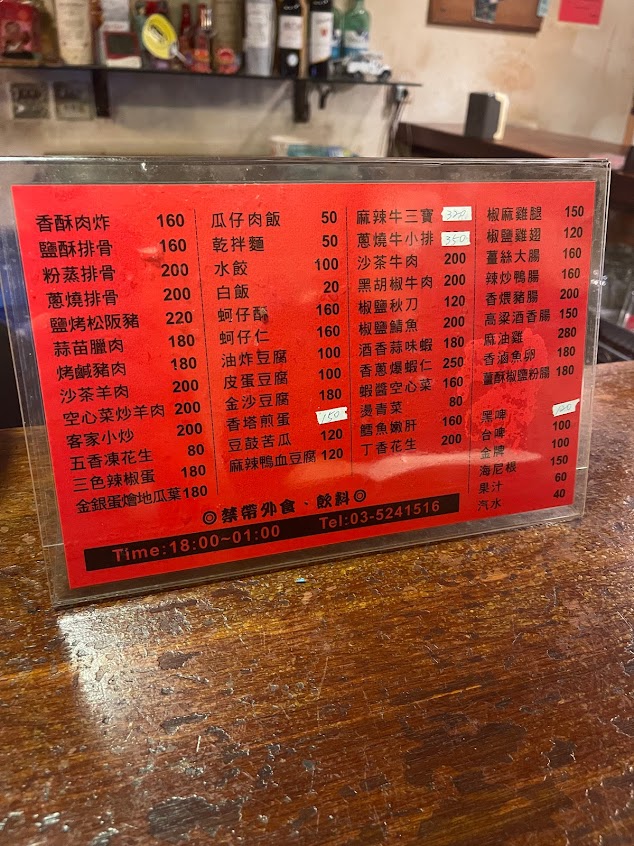 香酥肉炸 160
鹽酥排骨 160
粉蒸排骨 200
蔥燒排骨 200
鹽烤松阪豬 220
蒜苗臘肉 180
烤鹹豬肉 180
沙茶羊肉 200
空心菜炒羊肉 200
客家小炒 200
五香凍花生 80
三色辣椒蛋 180
金銀蛋燴地瓜葉 180
瓜仔肉飯 50
乾拌麵 50
水餃 100
白飯 20
蚵仔酥 160
蚵仔仁 160
油炸豆腐 100
皮蛋豆腐 100
金沙豆腐 180
香塔煎蛋 150
豆鼓苦瓜 120
麻辣鴨血豆腐 120
麻辣牛三寶 320
蔥燒牛小排 350
沙茶牛肉 200
黑胡椒牛肉 200
椒鹽秋刀 120
椒鹽鯖魚 200
酒香蒜味蝦 180
香蔥爆蝦仁 250
蝦醬空心菜 160
燙青菜 80
鱈魚嫩肝 160
丁香花生 200
椒麻雞腿 150
椒鹽雞翅 120
薑絲大腸 160
辣炒鴨腸 160
香煨豬腸 200
高粱酒香腸 150
麻油雞 280
香滷魚卵 180
薑酥椒鹽粉腸 180
黑啤 120
台啤 100
金牌 100
海尼根 150
果汁 60
汽水 40
◎禁帶外食、飲料◎
Time:18:00~01:00 Tel:03-5241516